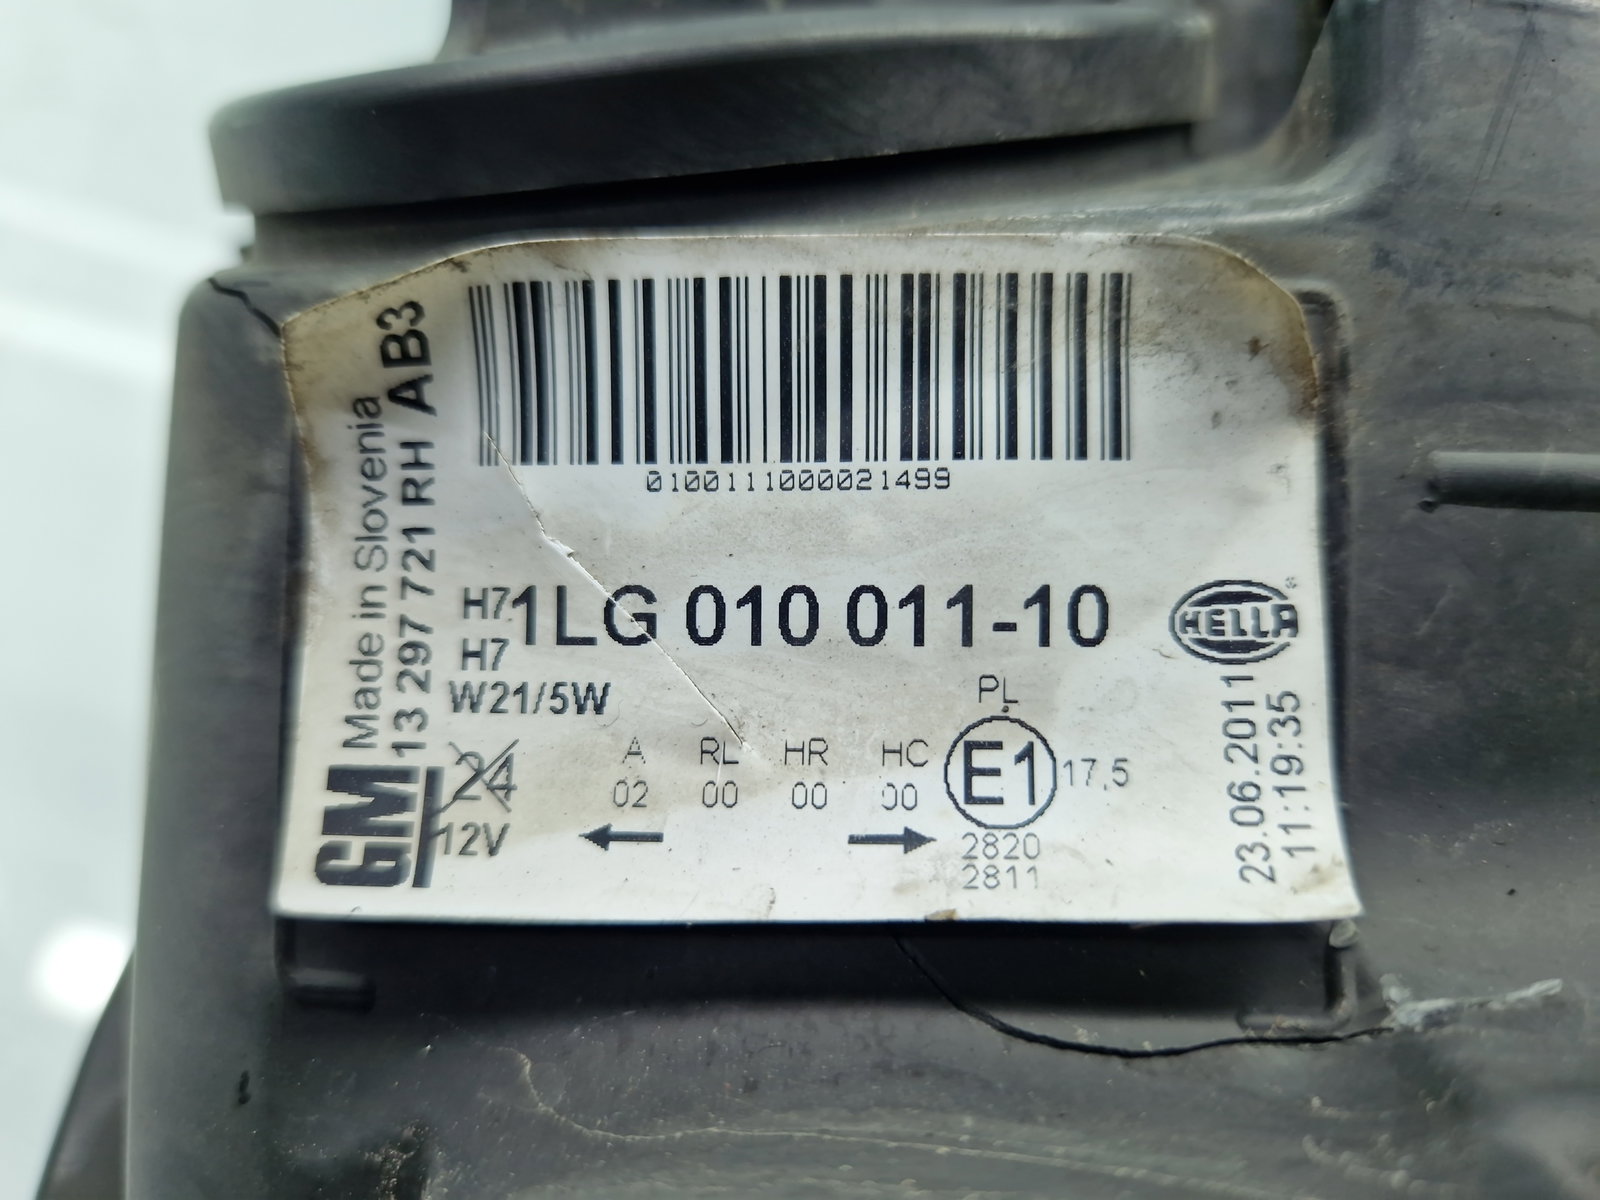 Made in Slovenia
13 297 721 RH AB3
GM
0100111000021499
H7 1LG 010 011-10
H7
W21/5W
HELLA
PL
24
A RL HR HC
02 00 00 00
E1 17,5
12V
2820
2811
23.06.2011
11:19:35